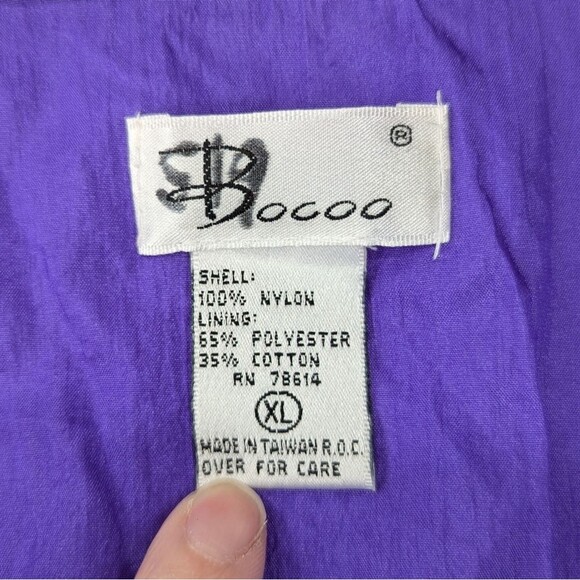 Bocoo ®
SHELL:
100% NYLON
LINING:
65% POLYESTER
35% COTTON
RN 78614
XL
MADE IN TAIWAN R.O.C.
OVER FOR CARE